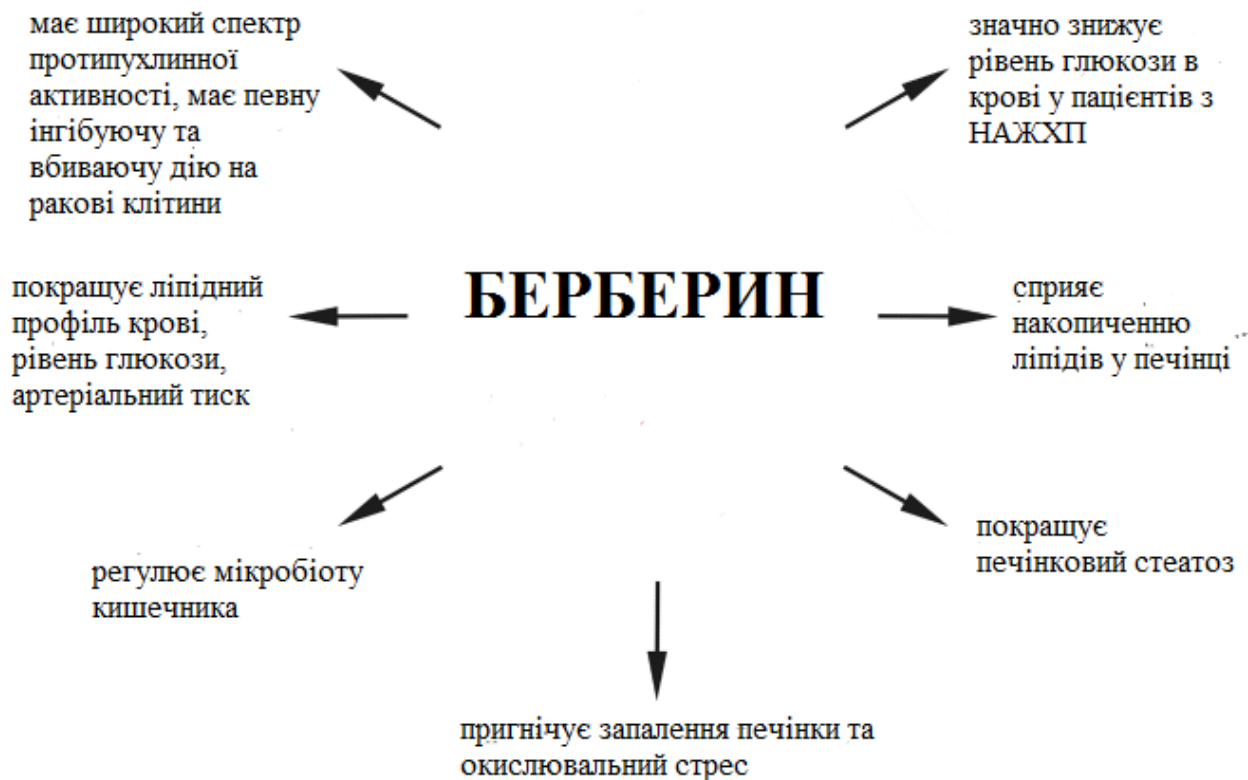 має широкий спектр
протипухлинної
активності, має певну
інгібуючу та
вбиваючу дію на
ракові клітини
значно знижує
рівень глюкози в
крові у пацієнтів з
НАЖХП
покращує ліпідний
профіль крові,
рівень глюкози,
артеріальний тиск
БЕРБЕРИН
сприяє
накопиченню
ліпідів у печінці
регулює мікробіоту
кишечника
покращує
печінковий стеатоз
пригнічує запалення печінки та
окислювальний стрес